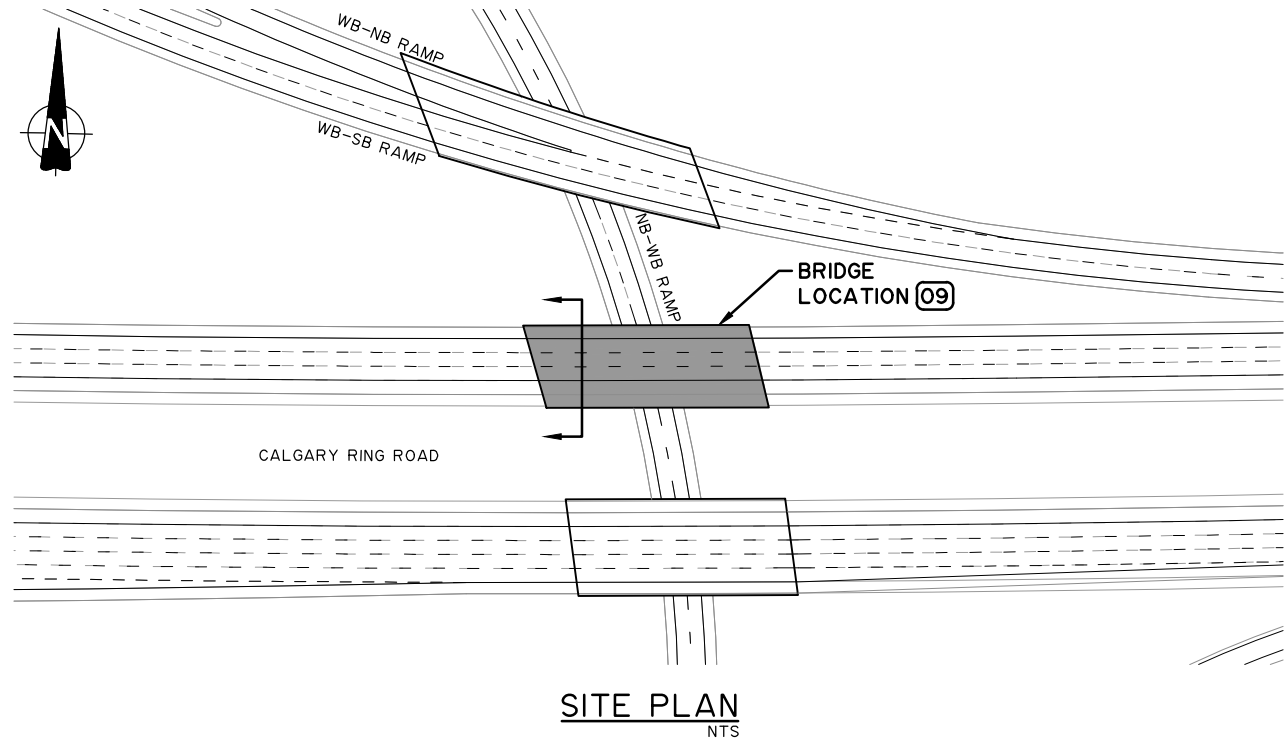 WB-NB RAMP
N
WB-SB RAMP
NB-WB RAMP
BRIDGE
LOCATION 09
CALGARY RING ROAD
SITE PLAN
NTS